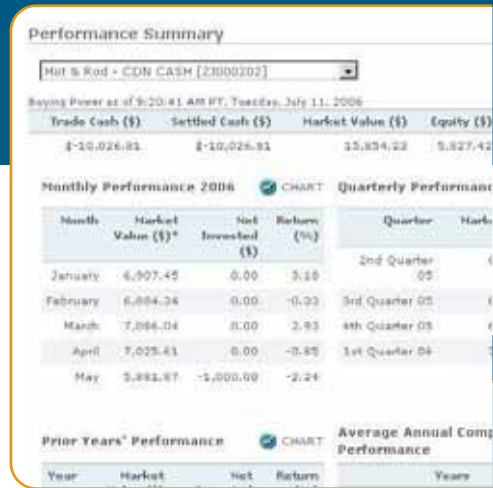 Performance Summary
Hot & Rod - CDN CASH [23000202]
Buying Power as of 9:20:41 AM PT, Tuesday, July 11, 2006
Trade Cash ($) Settled Cash ($) Market Value ($) Equity ($)
$-10,026.81 $-10,026.81 15,854.23 5,827.42
Monthly Performance 2006 CHART Quarterly Performanc
Month Market Value ($)* Net Invested ($) Return (%) Quarter Mark
January 6,907.45 0.00 3.10 2nd Quarter 05
February 6,884.34 0.00 -0.33 3rd Quarter 05
March 7,086.04 0.00 2.93 4th Quarter 05
April 7,025.61 0.00 -0.85 1st Quarter 06
May 5,881.87 -1,000.00 -2.24
Prior Years' Performance CHART Average Annual Comp
Performance
Year Market Net Return Years